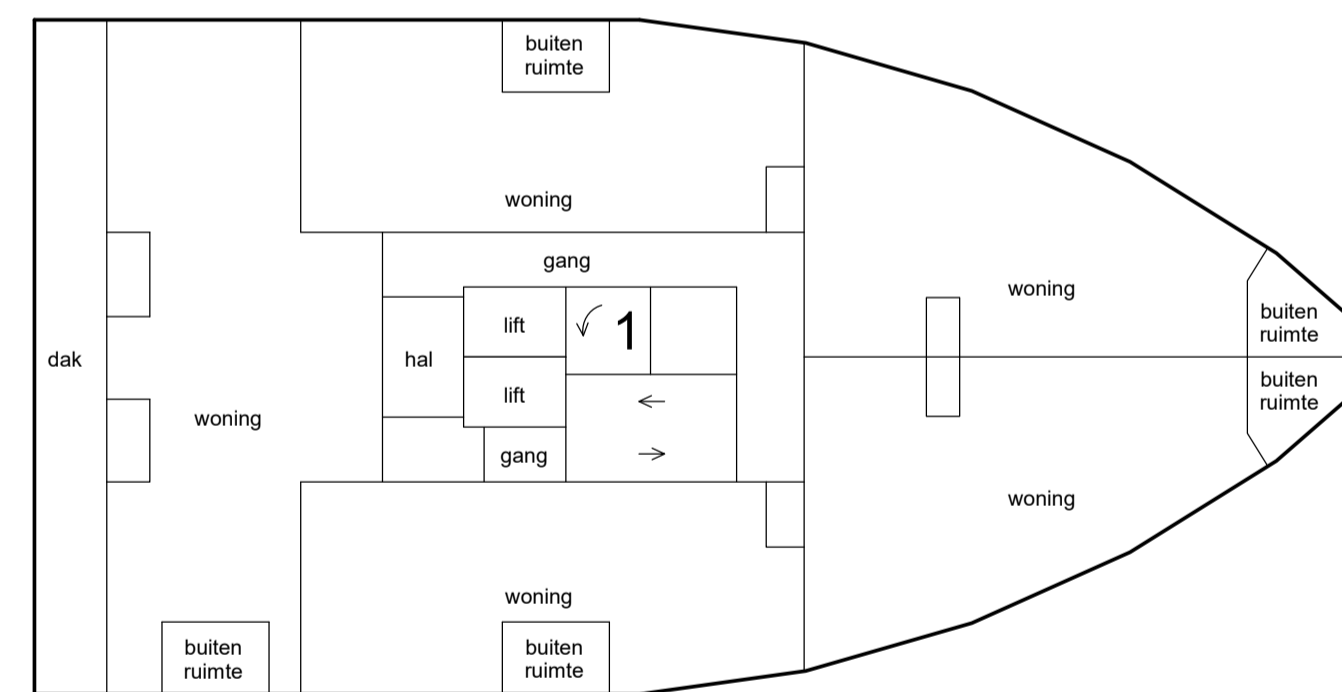 buiten
ruimte
woning
gang
woning
lift
1
buiten
ruimte
dak
hal
buiten
ruimte
lift
←
woning
gang
→
woning
woning
buiten
ruimte
buiten
ruimte